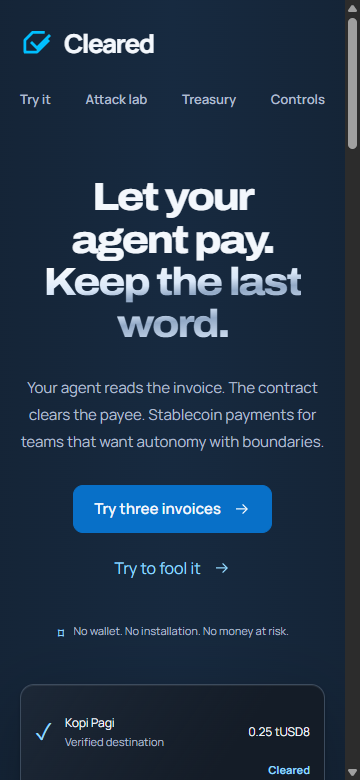 Cleared
Try it Attack lab Treasury Controls
Let your
agent pay.
Keep the last
word.
Your agent reads the invoice. The contract
clears the payee. Stablecoin payments for
teams that want autonomy with boundaries.
Try three invoices →
Try to fool it →
¤ No wallet. No installation. No money at risk.
✓ Kopi Pagi 0.25 tUSD8
Verified destination
Cleared